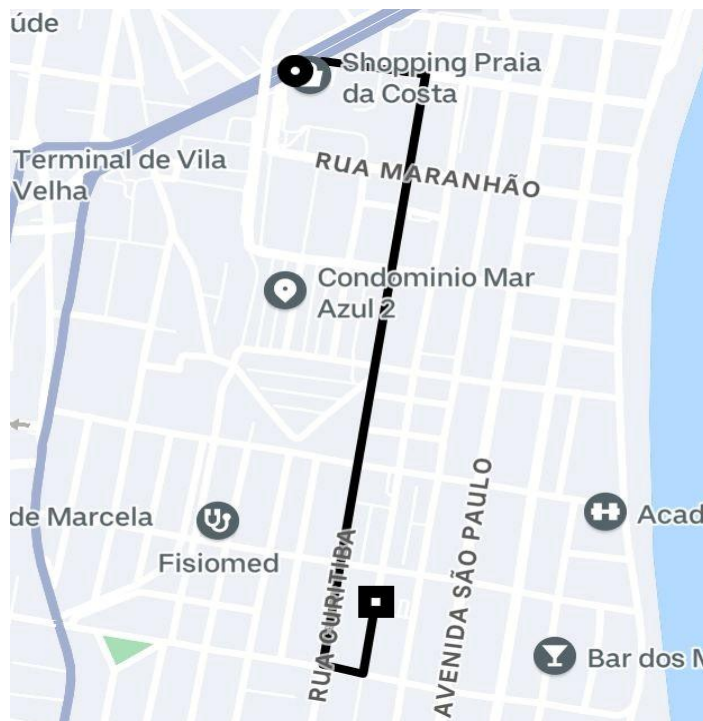 úde
Shopping Praia
da Costa
Terminal de Vila
Velha
RUA MARANHÃO
Condominio Mar
Azul 2
de Marcela
Fisiomed
RUA CURITIBA
AVENIDA SÃO PAULO
Acad
Bar dos M